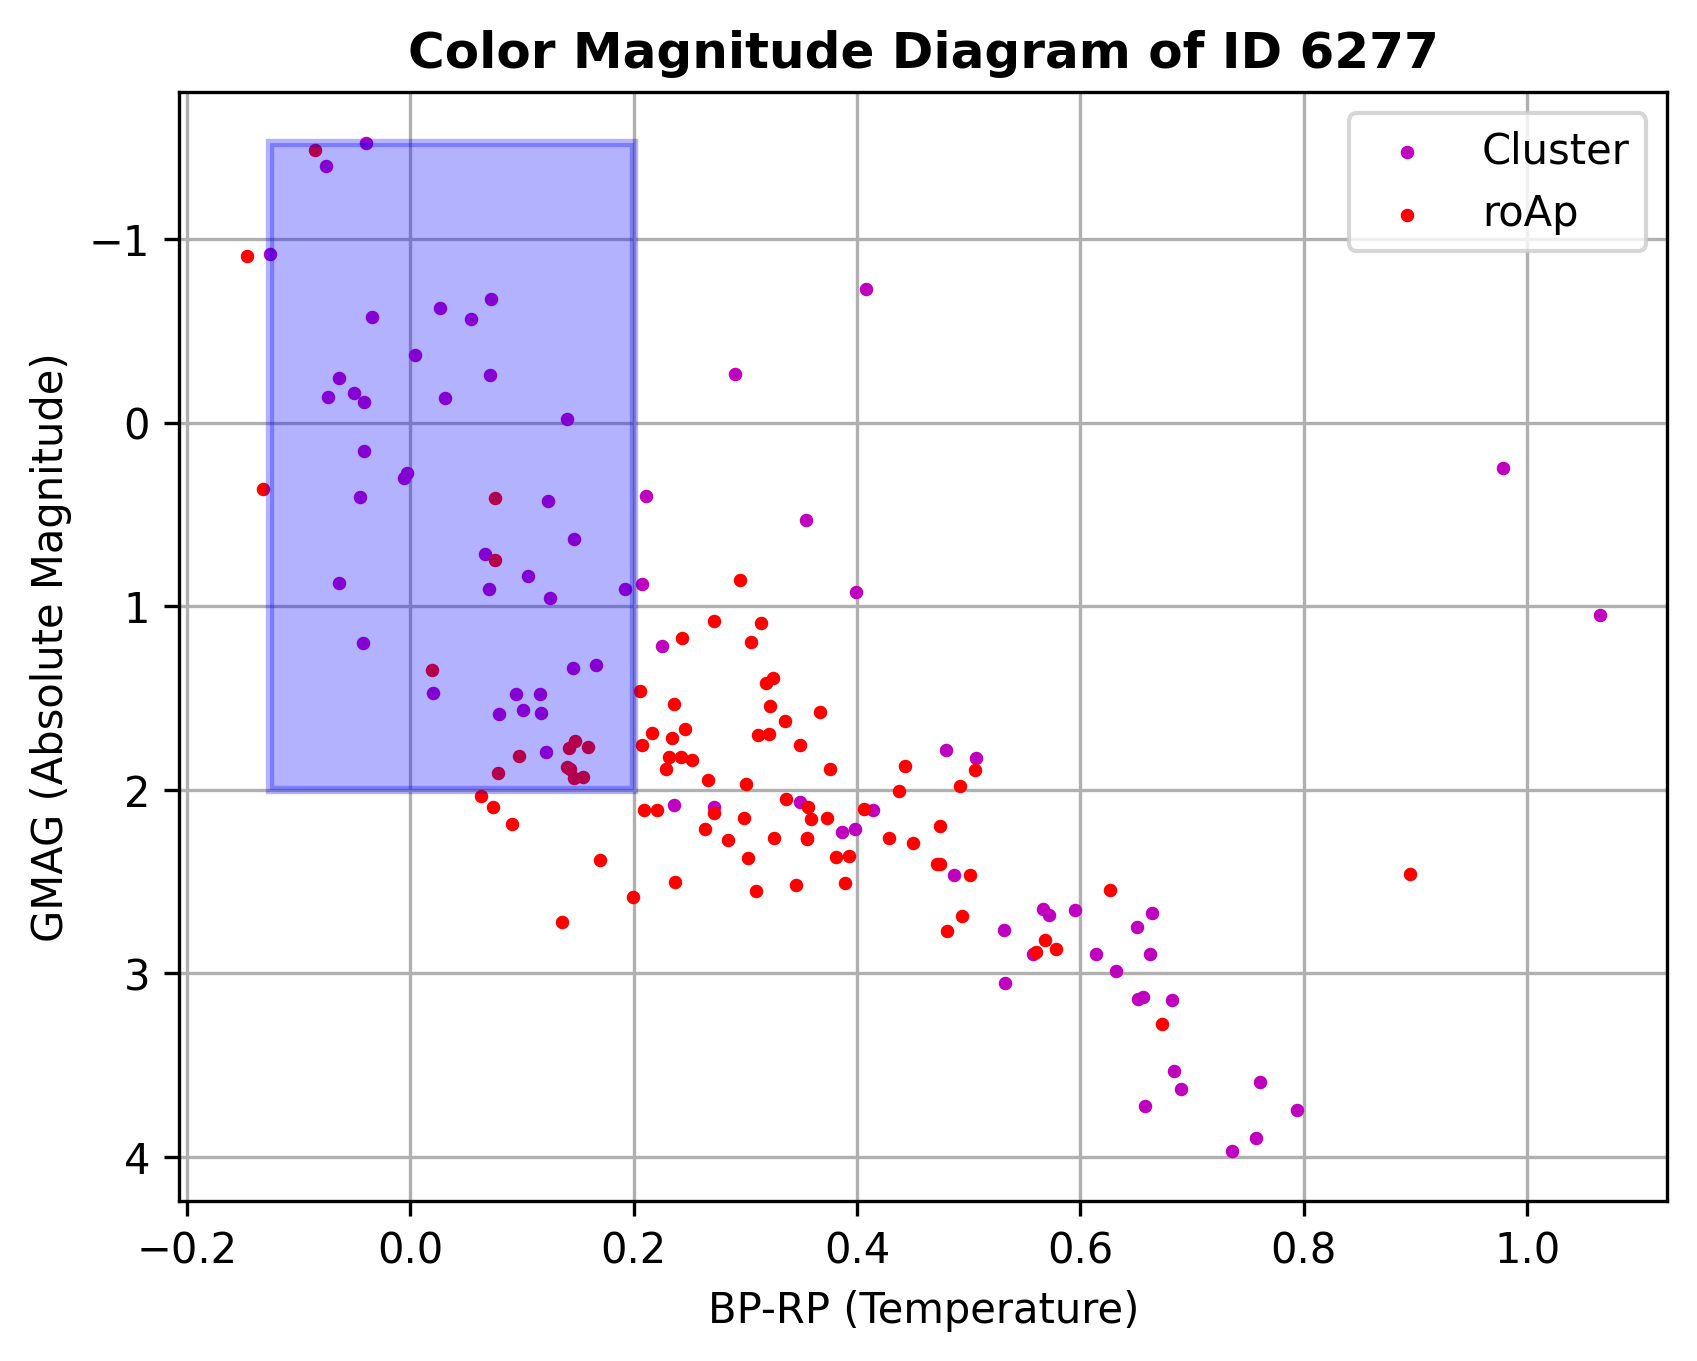 Color Magnitude Diagram of ID 6277
Cluster
roAp
GMAG (Absolute Magnitude)
−1
0
1
2
3
4
−0.2 0.0 0.2 0.4 0.6 0.8 1.0
BP-RP (Temperature)